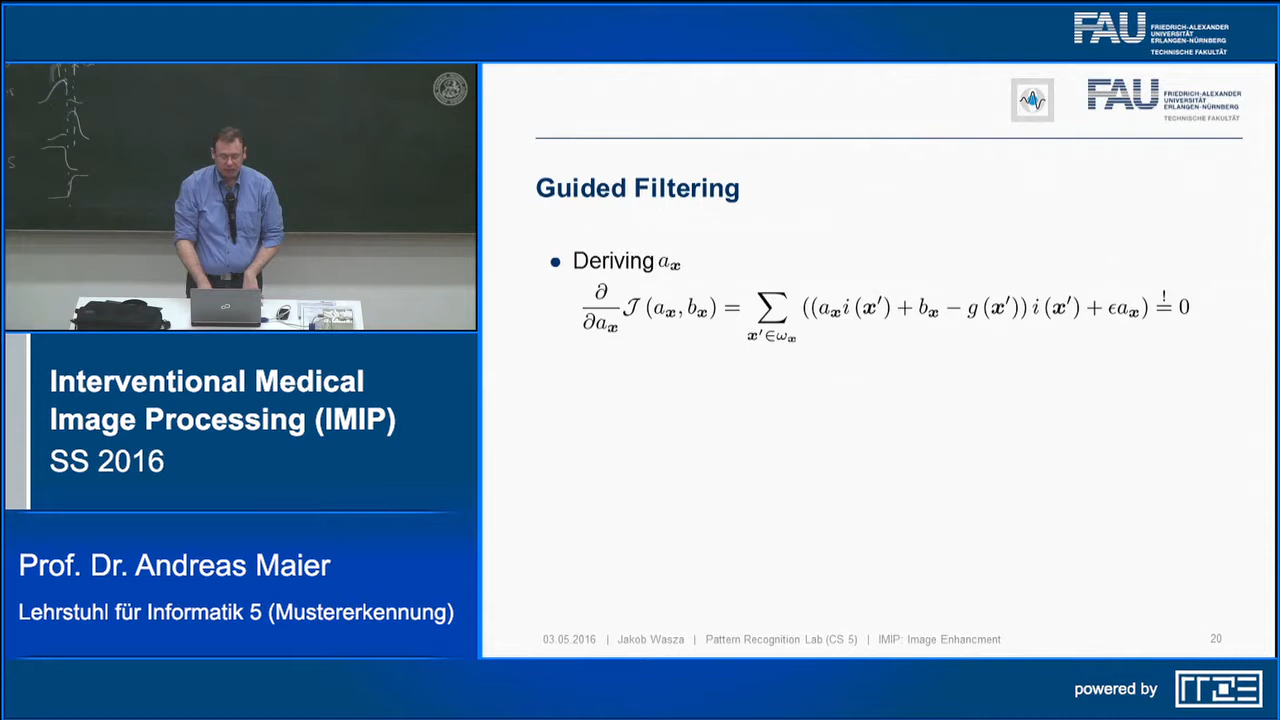 FAU FRIEDRICH-ALEXANDER
UNIVERSITÄT
ERLANGEN-NÜRNBERG
TECHNISCHE FAKULTÄT
FAU FRIEDRICH-ALEXANDER
UNIVERSITÄT
ERLANGEN-NÜRNBERG
TECHNISCHE FAKULTÄT
Guided Filtering
• Deriving a_𝒙
∂/∂a_𝒙 𝒥 (a_𝒙, b_𝒙) = ∑_{𝒙′∈ω_𝒙} ((a_𝒙 i (𝒙′) + b_𝒙 − g (𝒙′)) i (𝒙′) + ϵa_𝒙) =^! 0
03.05.2016 | Jakob Wasza | Pattern Recognition Lab (CS 5) | IMIP: Image Enhancment 20
Interventional Medical
Image Processing (IMIP)
SS 2016
Prof. Dr. Andreas Maier
Lehrstuhl für Informatik 5 (Mustererkennung)
powered by